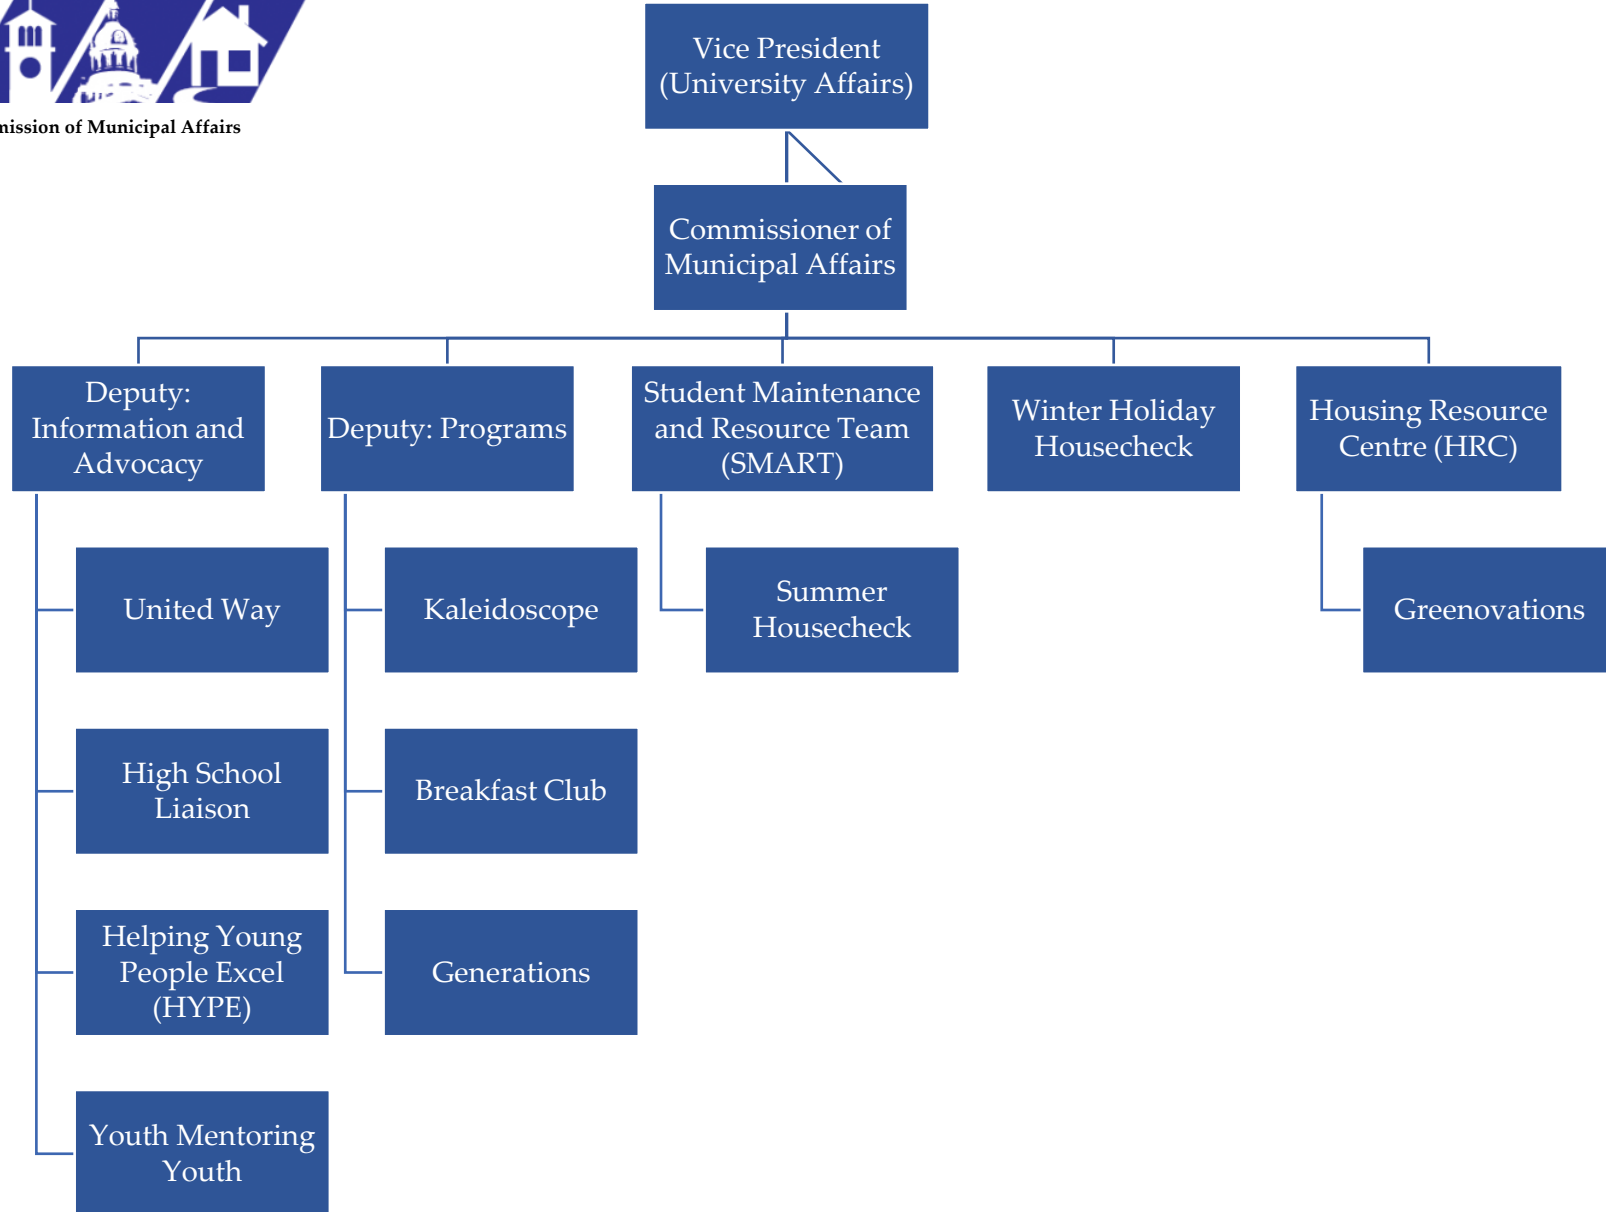 of Municipal Affairs
Vice President
(University Affairs)
Commissioner of
Municipal Affairs
Deputy:
Information and
Advocacy
Deputy: Programs
Student Maintenance
and Resource Team
(SMART)
Winter Holiday
Housecheck
Housing Resource
Centre (HRC)
United Way
Kaleidoscope
Summer
Housecheck
Greenovations
High School
Liaison
Breakfast Club
Helping Young
People Excel
(HYPE)
Generations
Youth Mentoring
Youth